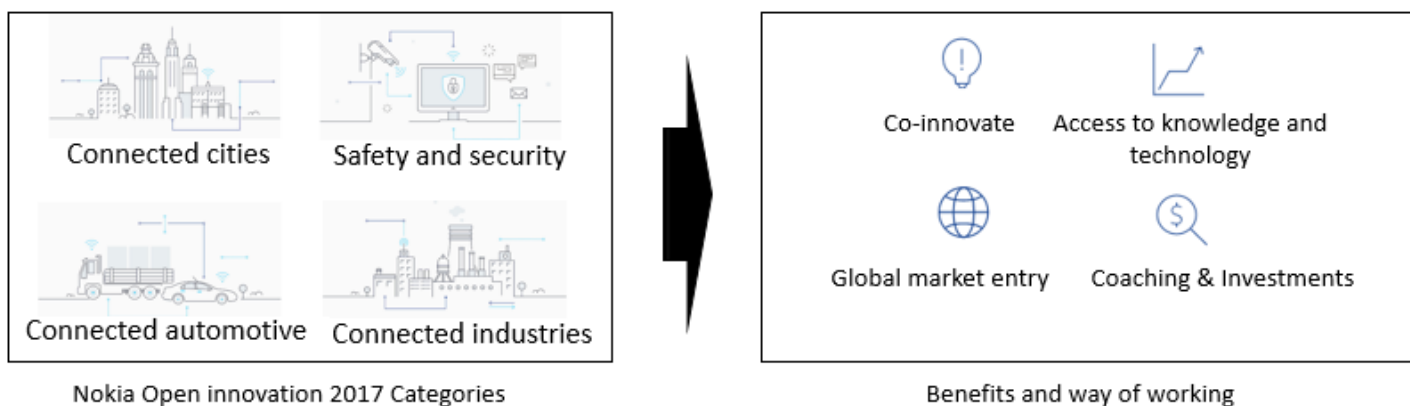 Connected cities
Safety and security
Connected automotive
Connected industries
Nokia Open innovation 2017 Categories
Co-innovate
Access to knowledge and
technology
Global market entry
Coaching & Investments
Benefits and way of working